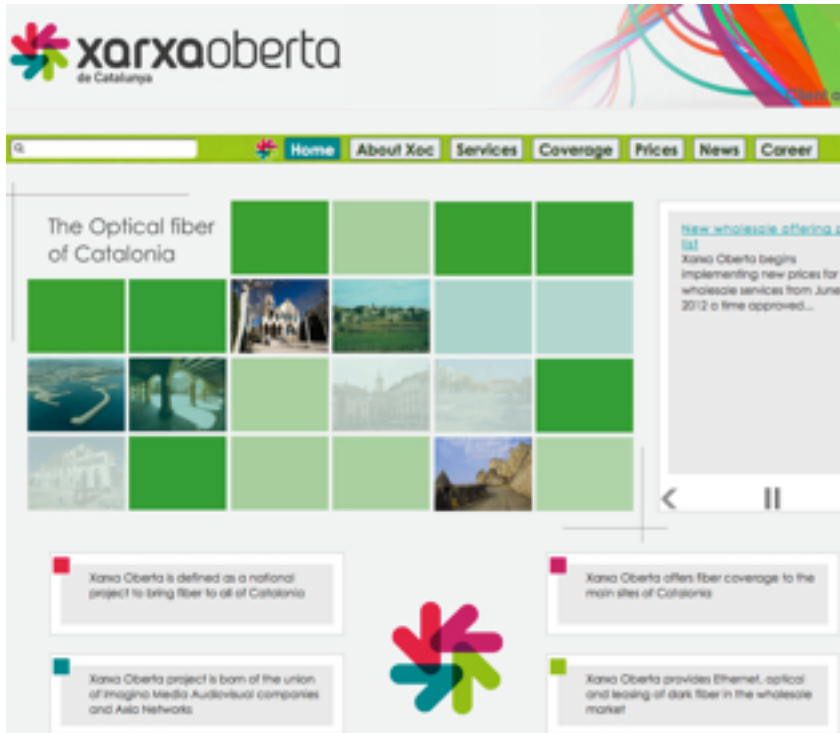 xarxaoberta
de Catalunya
Client
Home About Xoc Services Coverage Prices News Career
The Optical fiber
of Catalonia
New wholesale offering
list
Xarxa Oberta begins
implementing new prices for
wholesale services from June
2012 a time approved...
Xarxa Oberta is defined as a national
project to bring fiber to all of Catalonia
Xarxa Oberta offers fiber coverage to the
main sites of Catalonia
Xarxa Oberta project is born of the union
of Imagina Media Audiovisual companies
and Axia Networks
Xarxa Oberta provides Ethernet, optical
and leasing of dark fiber in the wholesale
market